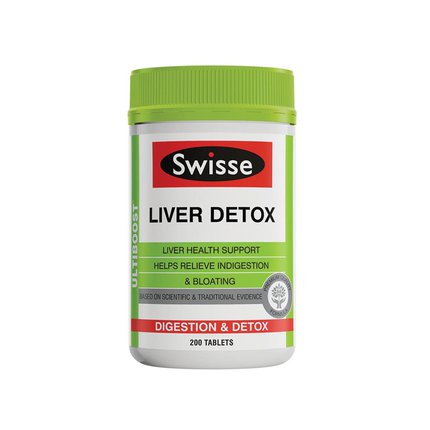 Swisse
ULTIBOOST
LIVER DETOX
LIVER HEALTH SUPPORT
HELPS RELIEVE INDIGESTION
& BLOATING
BASED ON SCIENTIFIC & TRADITIONAL EVIDENCE
DIGESTION & DETOX
200 TABLETS